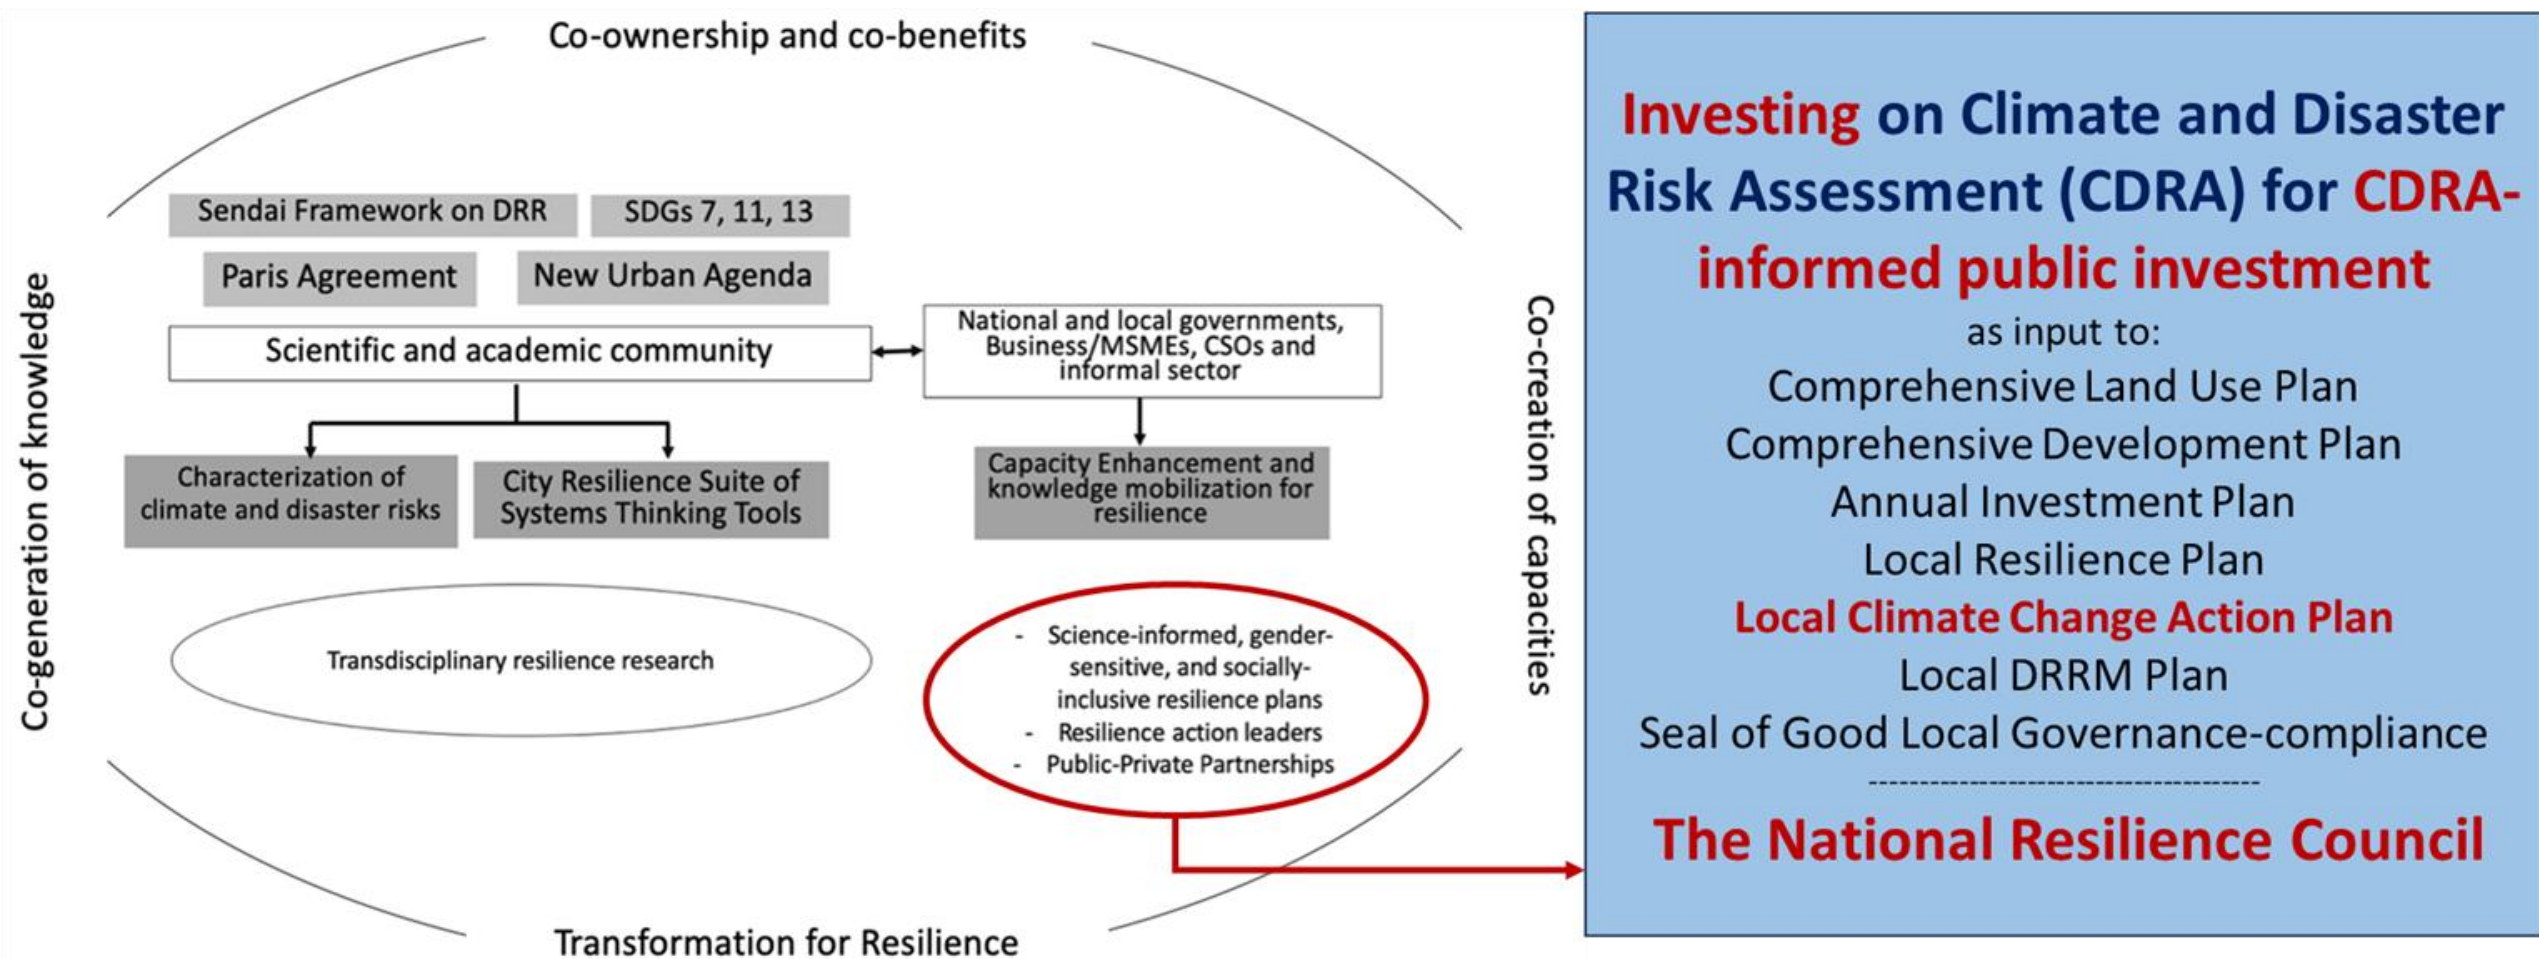 Co-ownership and co-benefits
Co-generation of knowledge
Sendai Framework on DRR
SDGs 7, 11, 13
Paris Agreement
New Urban Agenda
Scientific and academic community
National and local governments,
Business/MSMEs, CSOs and
informal sector
Characterization of
climate and disaster risks
City Resilience Suite of
Systems Thinking Tools
Capacity Enhancement and
knowledge mobilization for
resilience
Transdisciplinary resilience research
- Science-informed, gender-
sensitive, and socially-
inclusive resilience plans
- Resilience action leaders
- Public-Private Partnerships
Co-creation of capacities
Transformation for Resilience
Investing on Climate and Disaster
Risk Assessment (CDRA) for CDRA-
informed public investment
as input to:
Comprehensive Land Use Plan
Comprehensive Development Plan
Annual Investment Plan
Local Resilience Plan
Local Climate Change Action Plan
Local DRRM Plan
Seal of Good Local Governance-compliance
---------------------------------------
The National Resilience Council